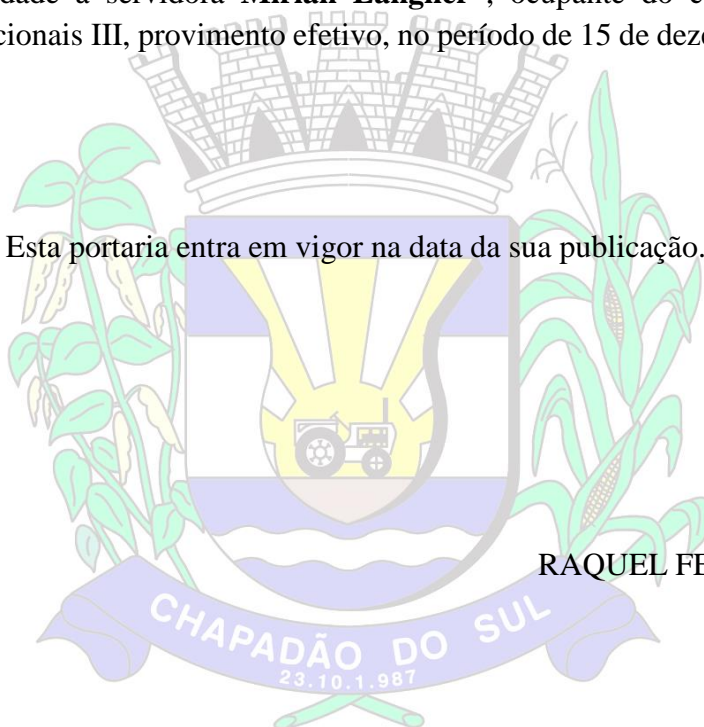 dade à servidora Mirian Langner , ocupante do c
cionais III, provimento efetivo, no período de 15 de deze
Esta portaria entra em vigor na data da sua publicação.
RAQUEL FE
CHAPADÃO DO SUL
23.10.1.987